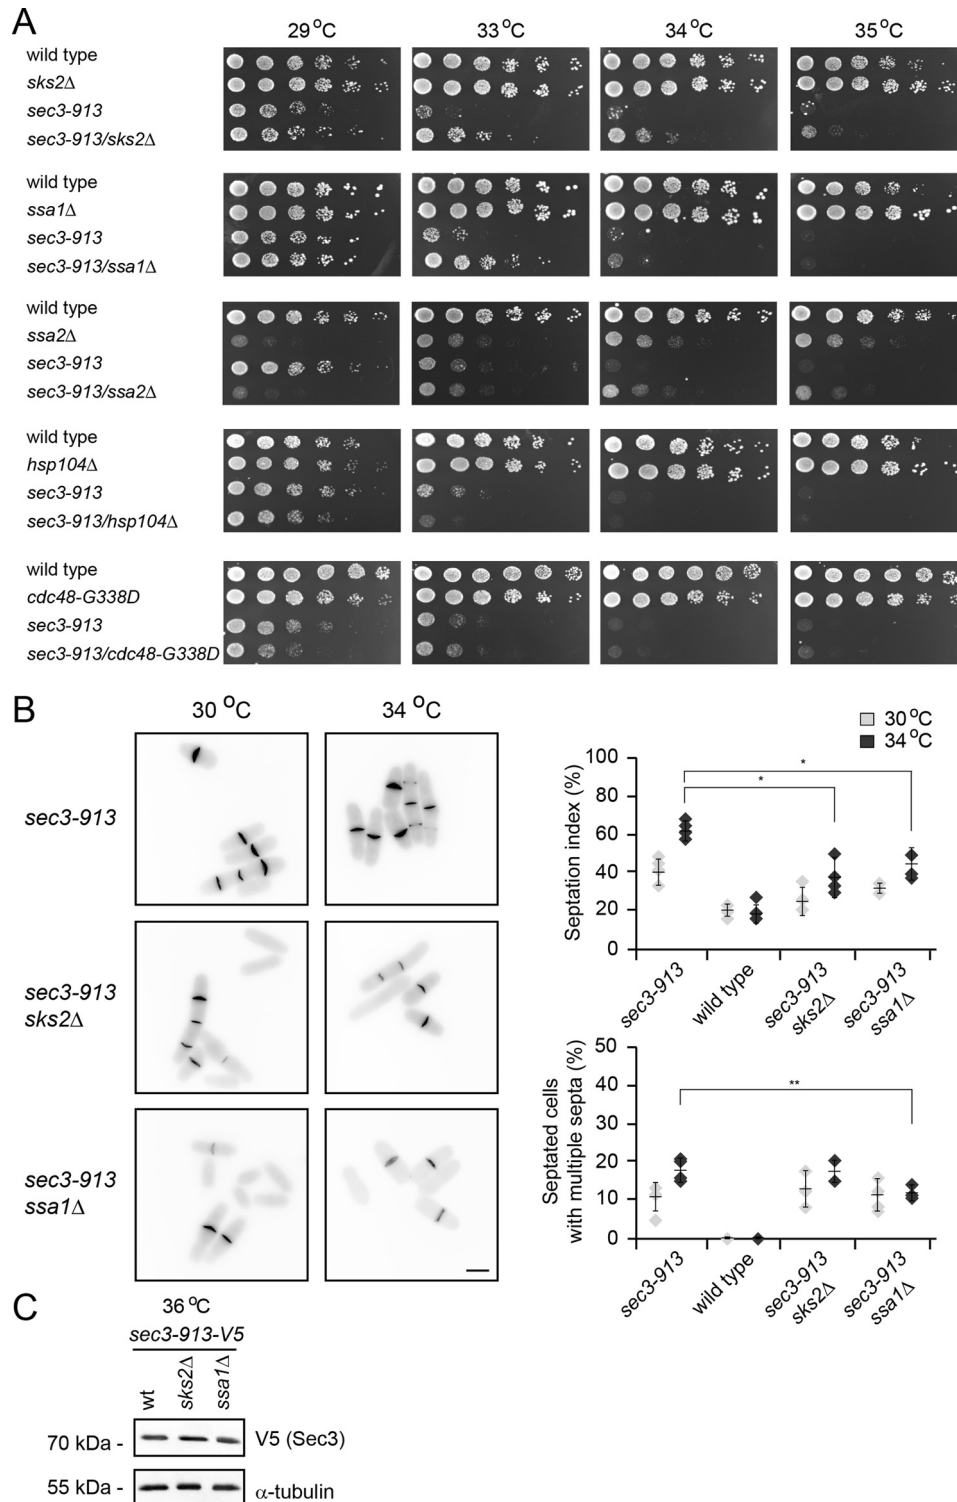 A
29 °C 33 °C 34 °C 35 °C
wild type
sks2Δ
sec3-913
sec3-913/sks2Δ
wild type
ssa1Δ
sec3-913
sec3-913/ssa1Δ
wild type
ssa2Δ
sec3-913
sec3-913/ssa2Δ
wild type
hsp104Δ
sec3-913
sec3-913/hsp104Δ
wild type
cdc48-G338D
sec3-913
sec3-913/cdc48-G338D
B
30 °C 34 °C
sec3-913
sec3-913
sks2Δ
sec3-913
ssa1Δ
30 °C
34 °C
Septation index (%)
100
80
60
40
20
0
*
*
sec3-913
wild type
sec3-913
sks2Δ
sec3-913
ssa1Δ
Septated cells
with multiple septa (%)
50
40
30
20
10
0
**
sec3-913
wild type
sec3-913
sks2Δ
sec3-913
ssa1Δ
C
36 °C
sec3-913-V5
wt sks2Δ ssa1Δ
70 kDa - V5 (Sec3)
55 kDa - α-tubulin